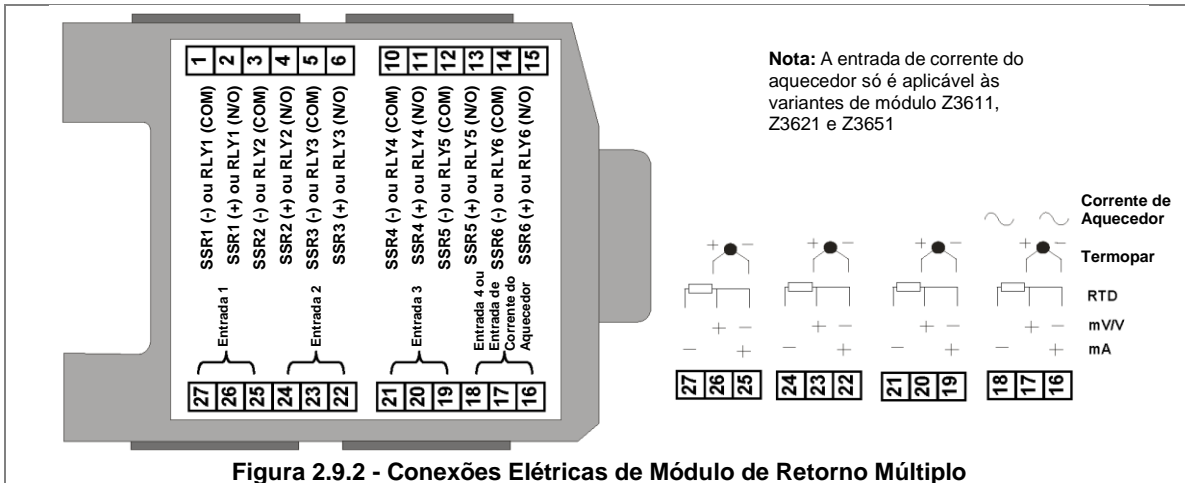 1 2 3 4 5 6 10 11 12 13 14 15
SSR1 (-) ou RLY1 (COM)
SSR1 (+) ou RLY1 (N/O)
SSR2 (-) ou RLY2 (COM)
SSR2 (+) ou RLY2 (N/O)
SSR3 (-) ou RLY3 (COM)
SSR3 (+) ou RLY3 (N/O)
SSR4 (-) ou RLY4 (COM)
SSR4 (+) ou RLY4 (N/O)
SSR5 (-) ou RLY5 (COM)
SSR5 (+) ou RLY5 (N/O)
SSR6 (-) ou RLY6 (COM)
SSR6 (+) ou RLY6 (N/O)
Entrada 1
Entrada 2
Entrada 3
Entrada 4 ou
Entrada de
Corrente do
Aquecedor
27 26 25 24 23 22 21 20 19 18 17 16
Nota: A entrada de corrente do
aquecedor só é aplicável às
variantes de módulo Z3611,
Z3621 e Z3651
Corrente de
Aquecedor
+ − + − + − + −
Termopar
RTD
+ − + − + − + −
mV/V
− + − + − + − +
mA
27 26 25 24 23 22 21 20 19 18 17 16
Figura 2.9.2 - Conexões Elétricas de Módulo de Retorno Múltiplo